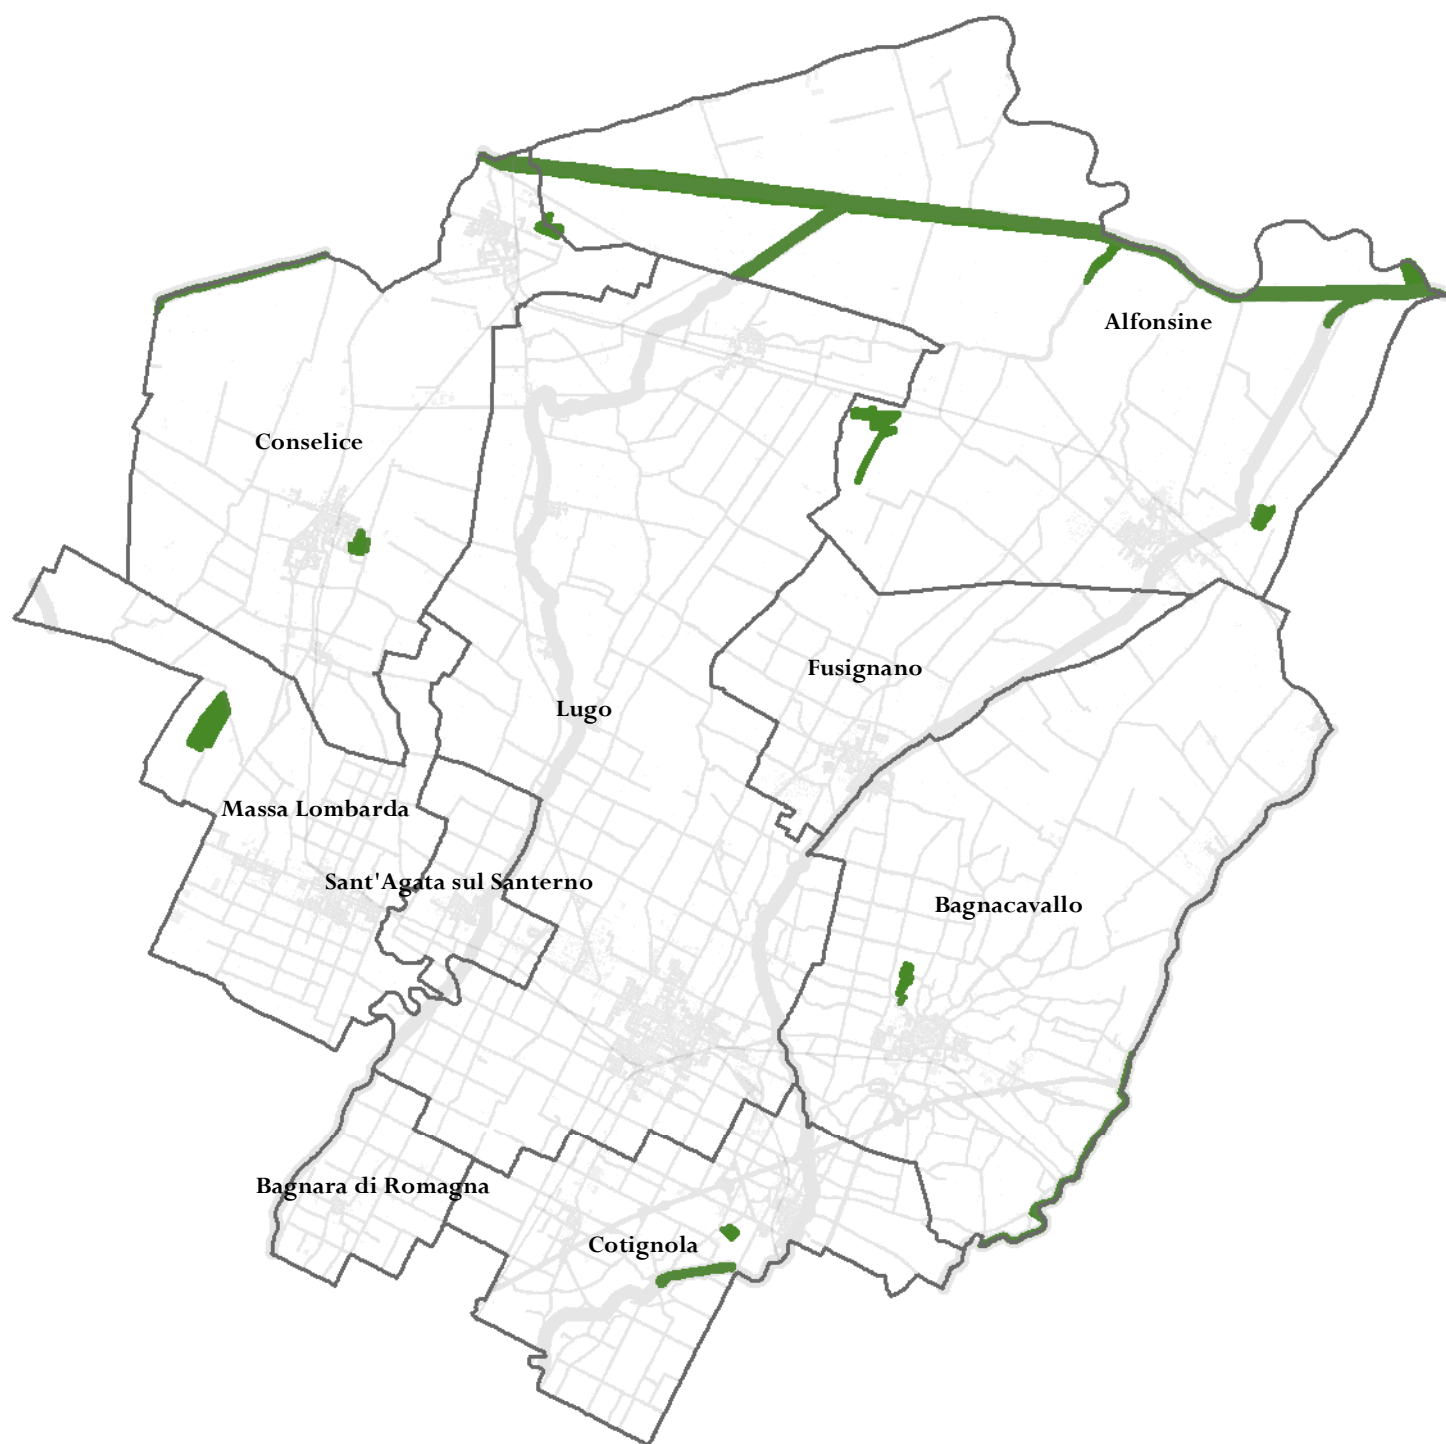 Alfonsine
Conselice
Fusignano
Lugo
Massa Lombarda
Sant'Agata sul Santerno
Bagnacavallo
Bagnara di Romagna
Cotignola